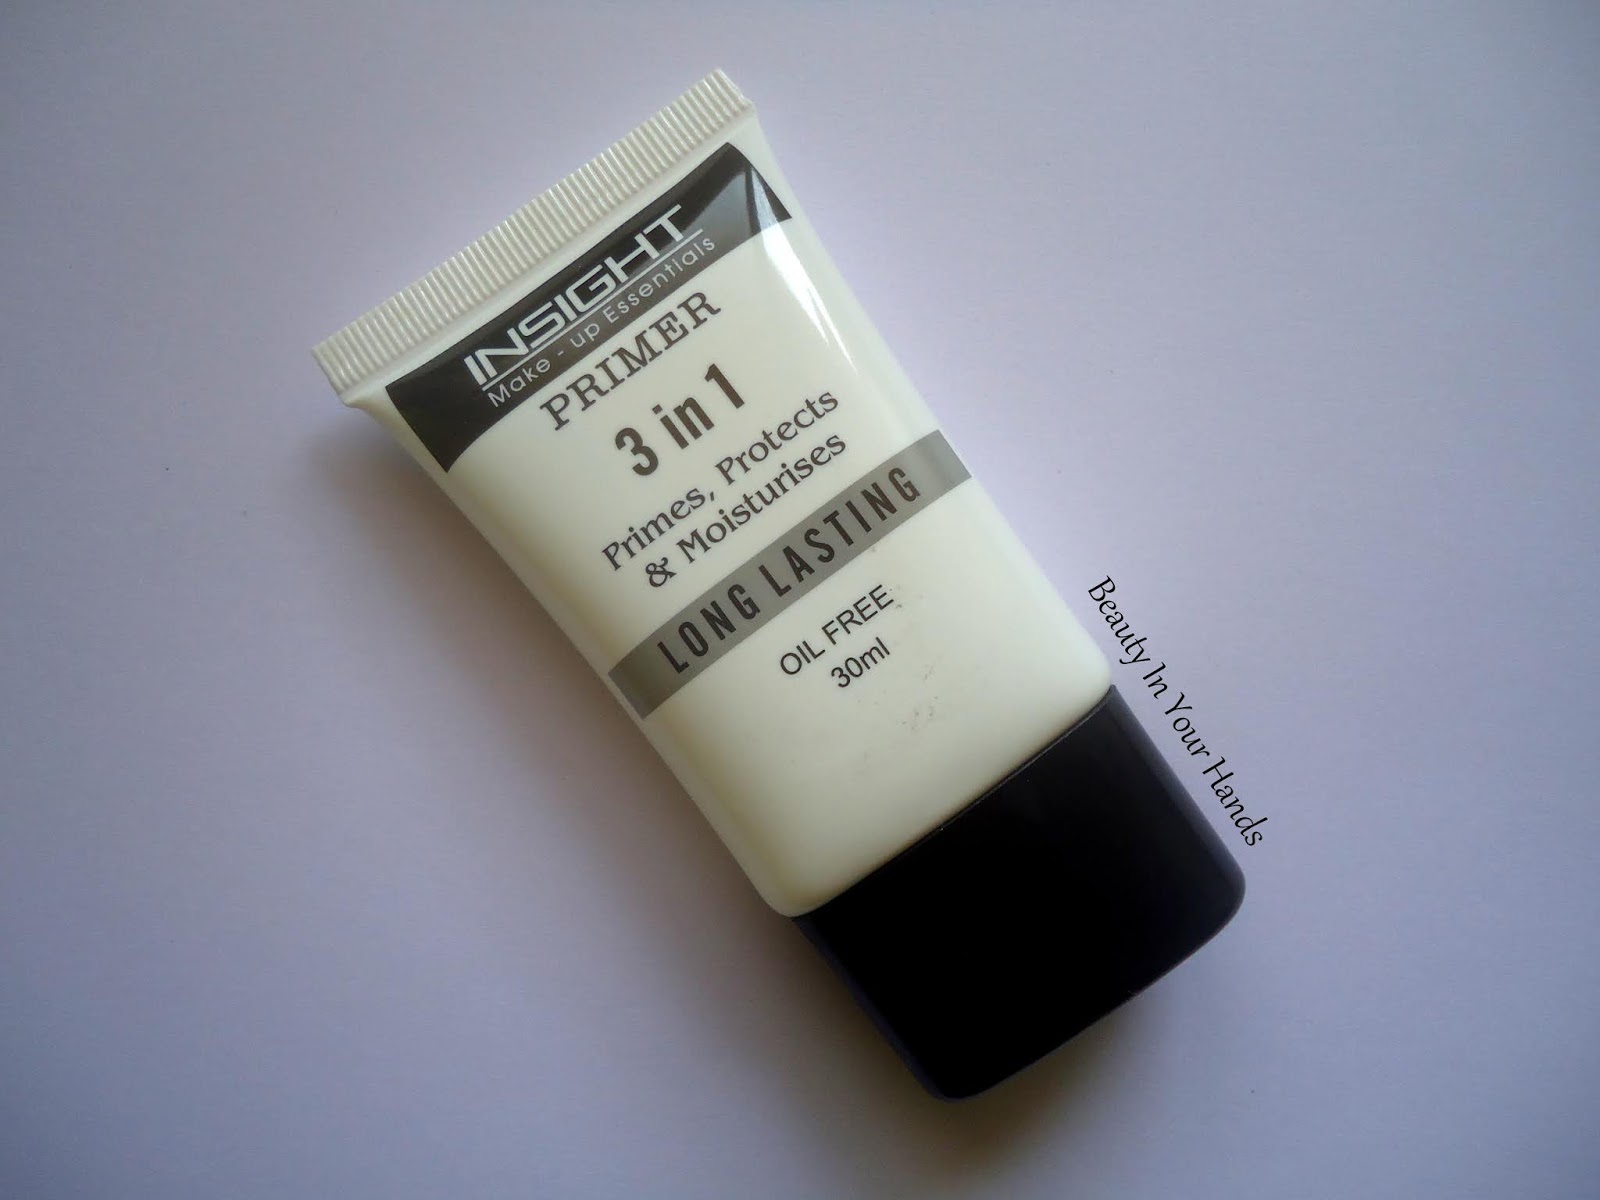 INSIGHT
Make - up Essentials
PRIMER
3 in 1
Primes, Protects
& Moisturises
LONG LASTING
OIL FREE
30ml
Beauty In Your Hands